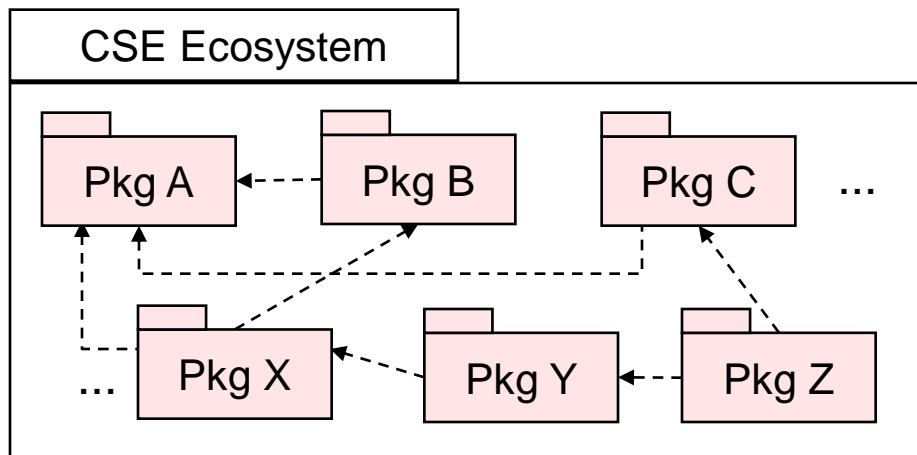 CSE Ecosystem
Pkg A
Pkg B
Pkg C
...
...
Pkg X
Pkg Y
Pkg Z